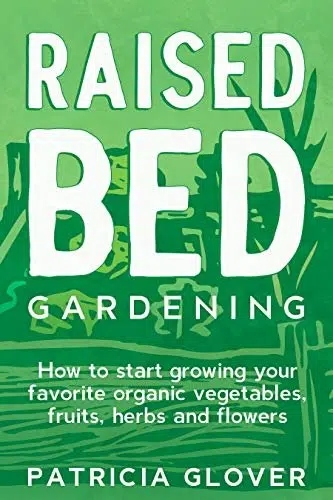 RAISED
BED
GARDENING
How to start growing your
favorite organic vegetables,
fruits, herbs and flowers
PATRICIA GLOVER